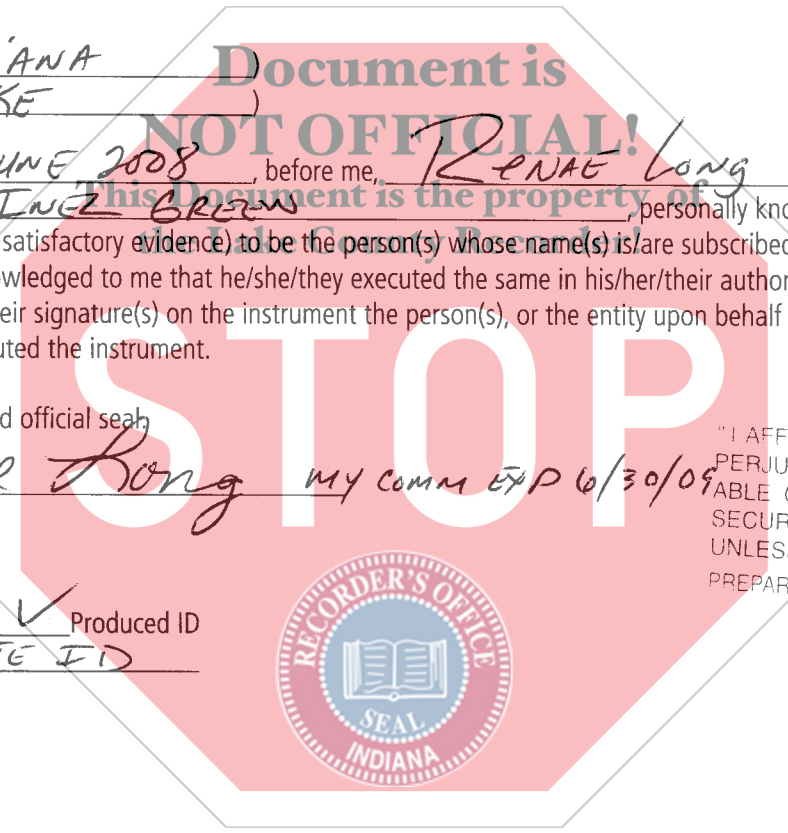 ANA )
Document is
KE )
NOT OFFICIAL!
JUNE 2008, before me, RENAE LONG
This Document is the property of
INEZ GREEN, personally kno
satisfactory evidence) to be the person(s) whose name(s) is/are subscribed
the Lake County Recorder!
wledged to me that he/she/they executed the same in his/her/their author
eir signature(s) on the instrument the person(s), or the entity upon behalf
uted the instrument.
STOP
d official seal,
Long MY COMM EXP 6/30/09
"I AFF
PERJU
ABLE
SECUR
UNLES
PREPAR
✓ Produced ID
TE ID
RECORDER'S OFFICE
SEAL
INDIANA